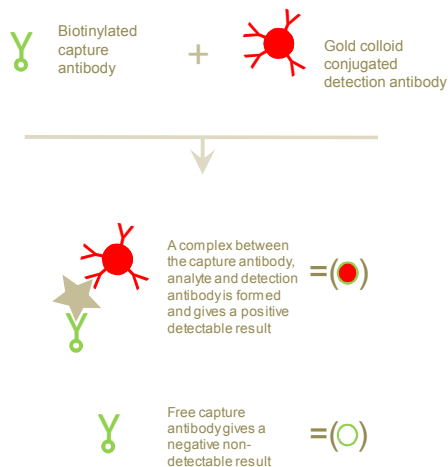 Biotinylated
capture
antibody
+
Gold colloid
conjugated
detection antibody
A complex between
the capture antibody,
analyte and detection
antibody is formed
and gives a positive
detectable result
=( )
Free capture
antibody gives a
negative non-
detectable result
=( )